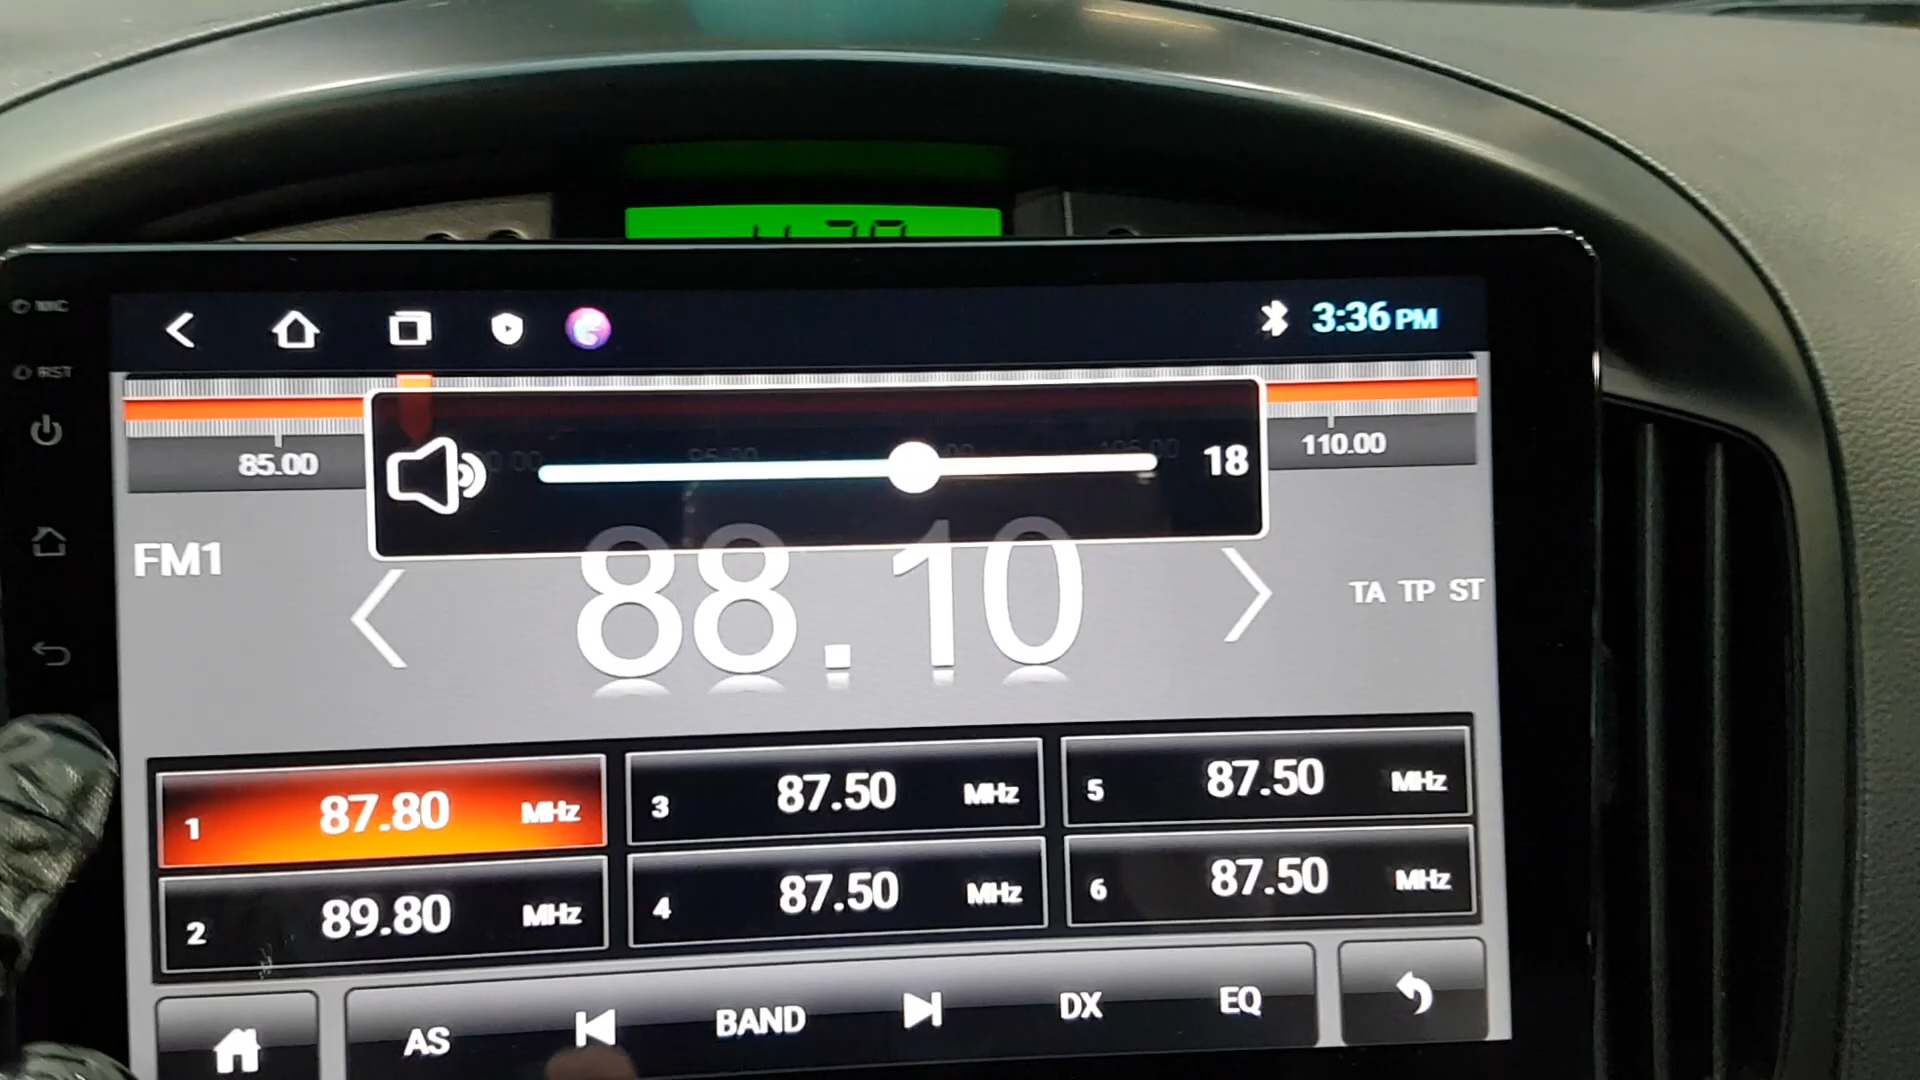 MIC
3:36 PM
RST
85.00
18
110.00
FM1
88.10
TA TP ST
1 87.80 MHz
3 87.50 MHz
5 87.50 MHz
2 89.80 MHz
4 87.50 MHz
6 87.50 MHz
AS
BAND
DX
EQ